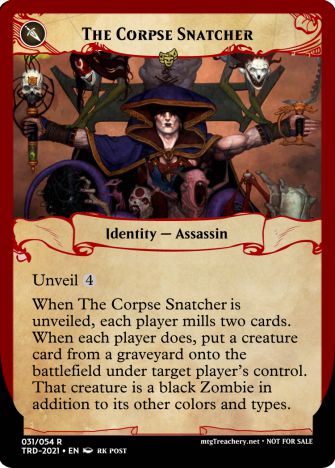 The Corpse Snatcher
Identity — Assassin
Unveil 4
When The Corpse Snatcher is
unveiled, each player mills two cards.
When each player does, put a creature
card from a graveyard onto the
battlefield under target player's control.
That creature is a black Zombie in
addition to its other colors and types.
031/054 R
TRD-2021 • EN RK POST
mtgTreachery.net • NOT FOR SALE